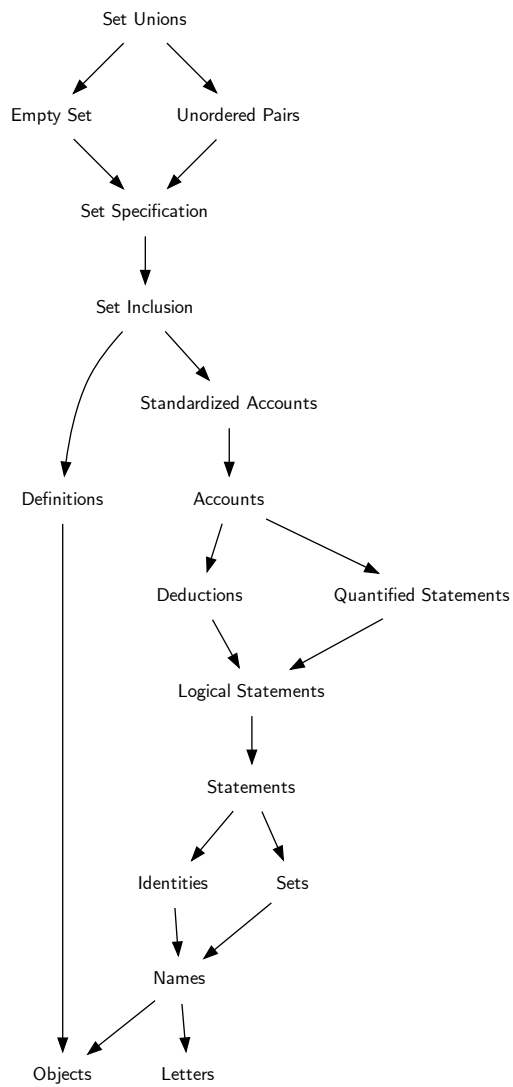 Set Unions
Empty Set
Unordered Pairs
Set Specification
Set Inclusion
Standardized Accounts
Definitions
Accounts
Deductions
Quantified Statements
Logical Statements
Statements
Identities
Sets
Names
Objects
Letters